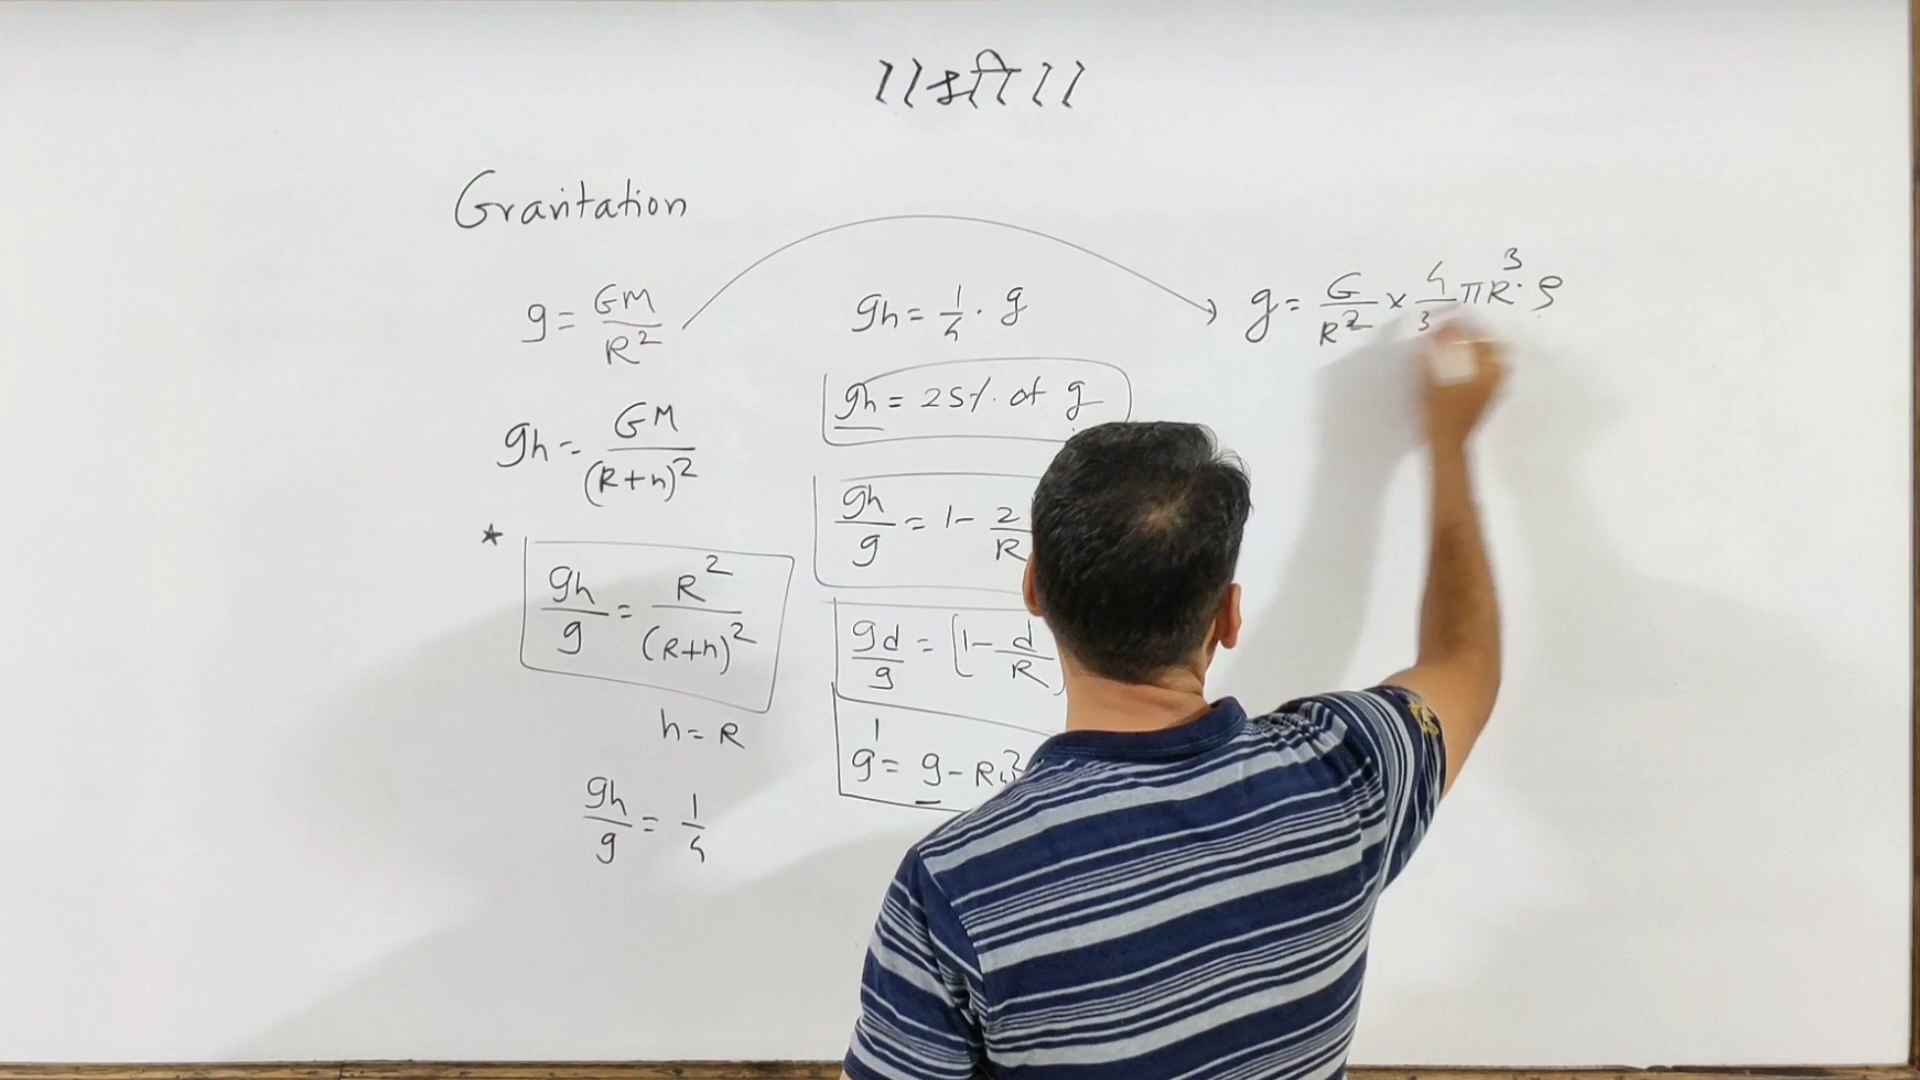 ।। श्री ।।
Gravitation
g = GM / R²
gh = GM / (R+h)²
★ gh / g = R² / (R+h)²
h = R
gh / g = 1 / 4
gh = 1/4 · g
gh = 25% of g
gh / g = 1 - 2 / R
gd / g = [1 - d / R
g' = g - Rω²
g = G / R² × 4 / 3 πR³ · ρ